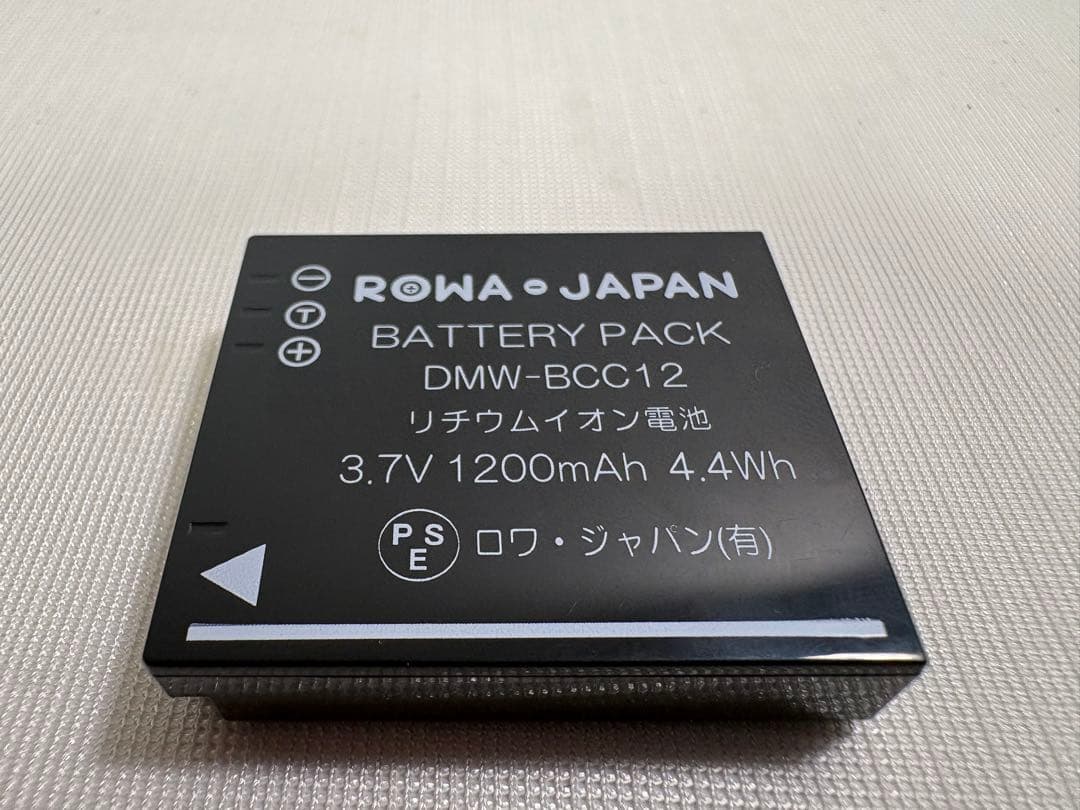 ROWA・JAPAN
BATTERY PACK
DMW-BCC12
リチウムイオン電池
3.7V 1200mAh 4.4Wh
PSE ロワ・ジャパン(有)
−
T
+